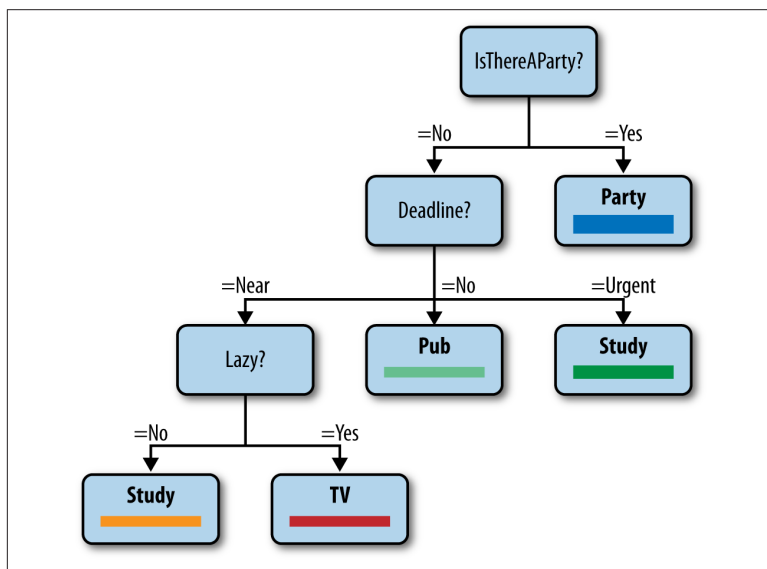 IsThereAParty?
=No
=Yes
Deadline?
Party
=Near
=No
=Urgent
Lazy?
Pub
Study
=No
=Yes
Study
TV